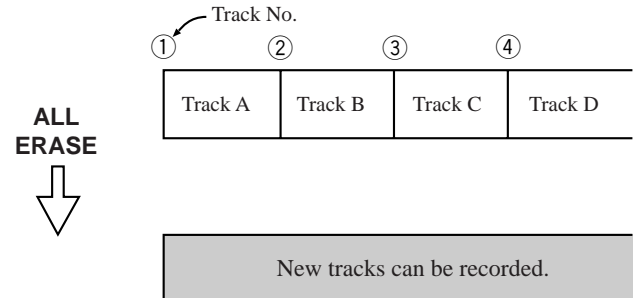 Track No.
① ② ③ ④
Track A Track B Track C Track D
ALL
ERASE
New tracks can be recorded.